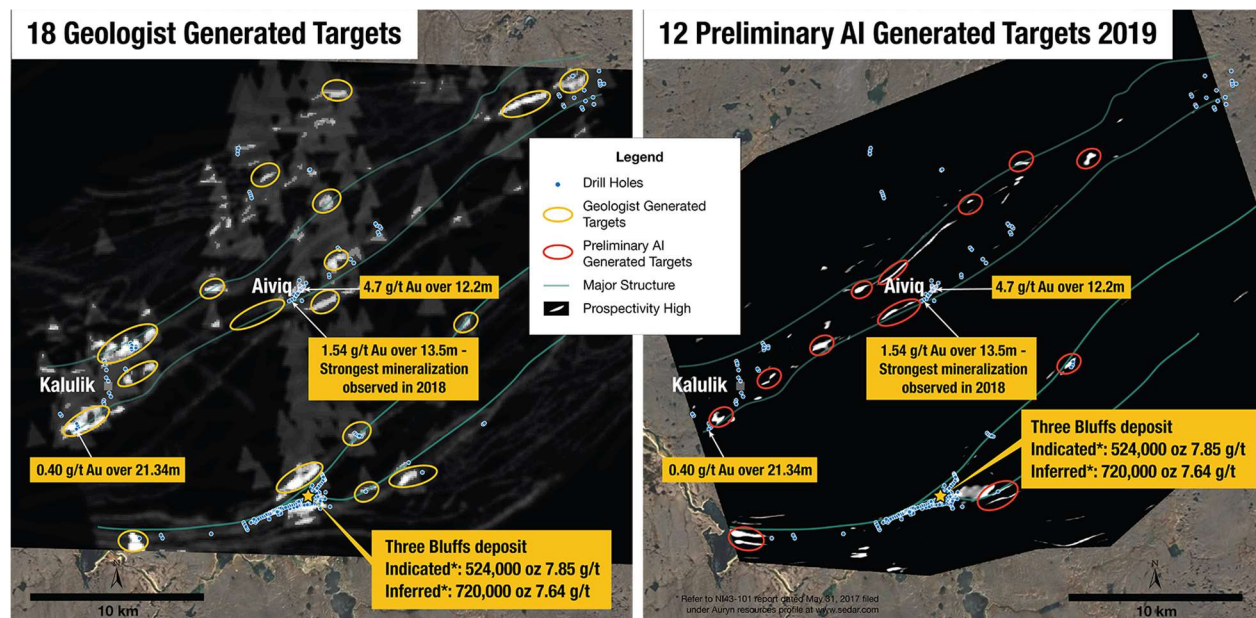 18 Geologist Generated Targets
Aiviq
4.7 g/t Au over 12.2m
1.54 g/t Au over 13.5m -
Strongest mineralization
observed in 2018
Kalulik
0.40 g/t Au over 21.34m
Three Bluffs deposit
Indicated*: 524,000 oz 7.85 g/t
Inferred*: 720,000 oz 7.64 g/t
N
10 km
Legend
Drill Holes
Geologist Generated
Targets
Preliminary AI
Generated Targets
Major Structure
Prospectivity High
12 Preliminary AI Generated Targets 2019
Aiviq
4.7 g/t Au over 12.2m
1.54 g/t Au over 13.5m -
Strongest mineralization
observed in 2018
Kalulik
Three Bluffs deposit
Indicated*: 524,000 oz 7.85 g/t
Inferred*: 720,000 oz 7.64 g/t
0.40 g/t Au over 21.34m
* Refer to NI43-101 report dated May 31, 2017 filed
under Auryn resources profile at www.sedar.com
N
10 km